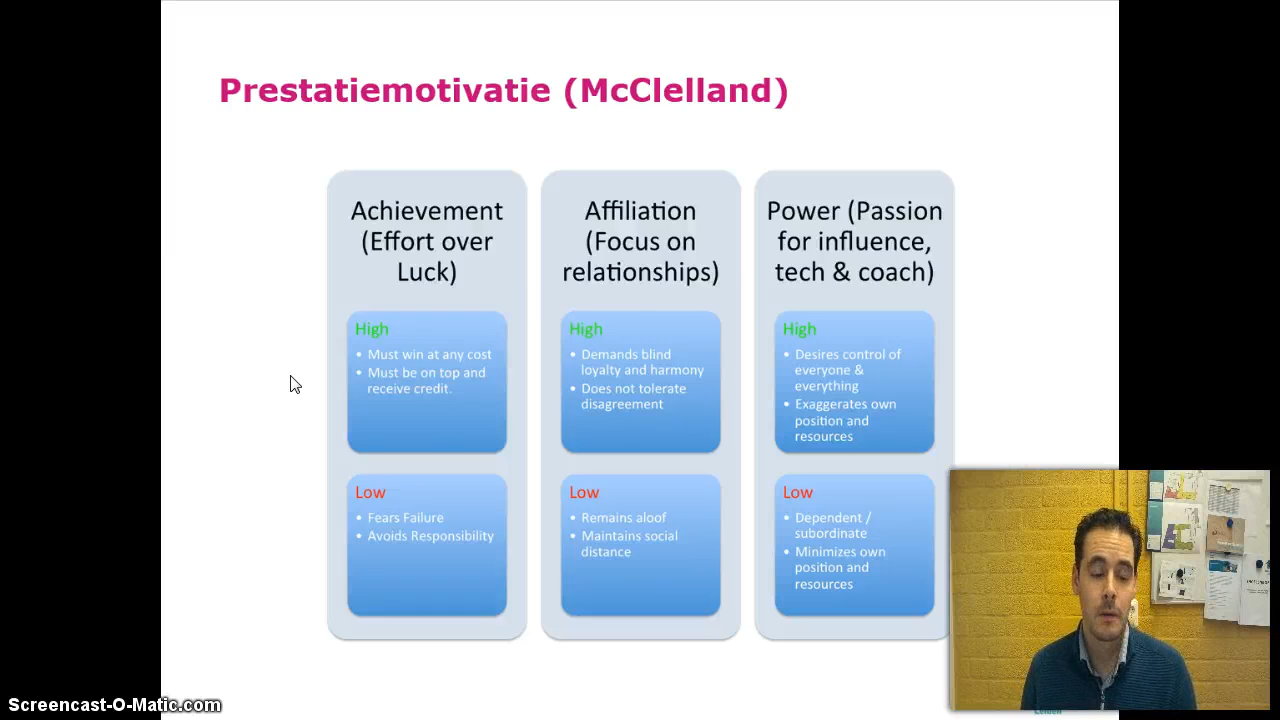 Prestatiemotivatie (McClelland)
Achievement
(Effort over
Luck)
High
• Must win at any cost
• Must be on top and
receive credit.
Low
• Fears Failure
• Avoids Responsibility
Affiliation
(Focus on
relationships)
High
• Demands blind
loyalty and harmony
• Does not tolerate
disagreement
Low
• Remains aloof
• Maintains social
distance
Power (Passion
for influence,
tech & coach)
High
• Desires control of
everyone &
everything
• Exaggerates own
position and
resources
Low
• Dependent /
subordinate
• Minimizes own
position and
resources
Screencast-O-Matic.com